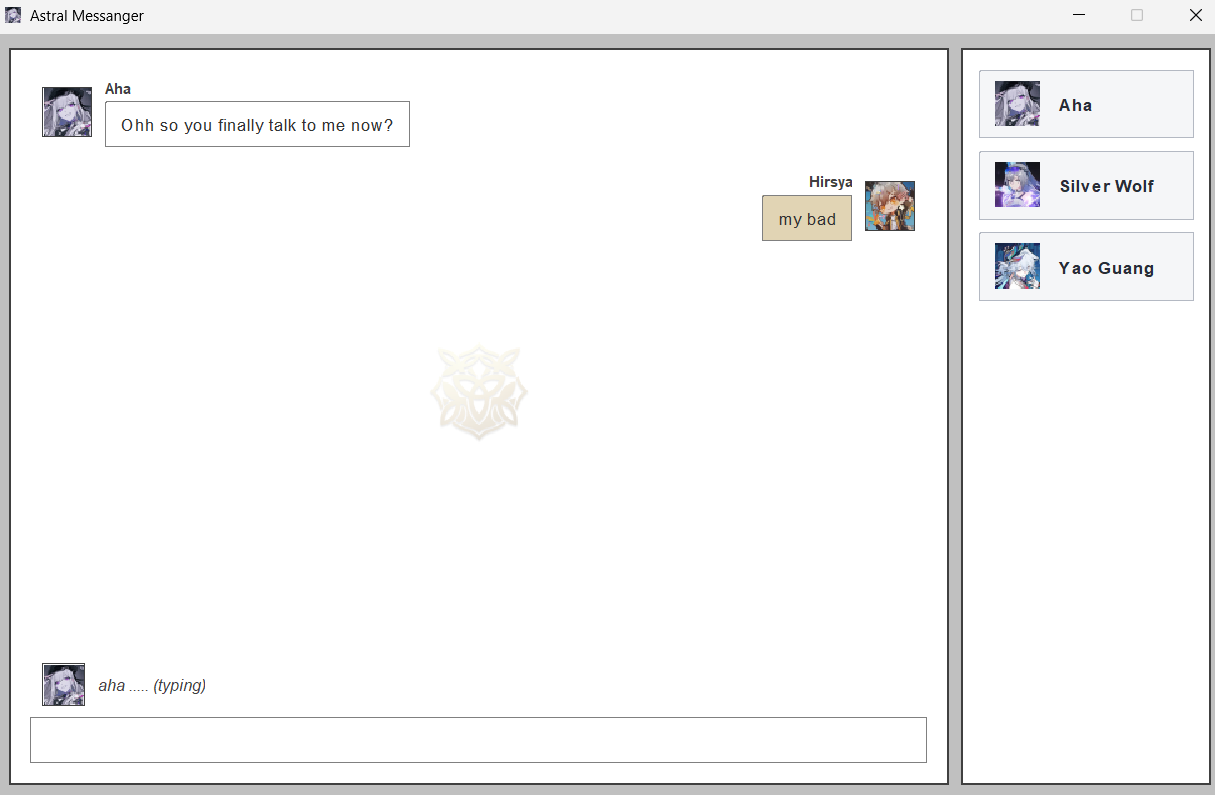 Astral Messanger
Aha
Ohh so you finally talk to me now?
Hirsya
my bad
aha ..... (typing)
Aha
Silver Wolf
Yao Guang